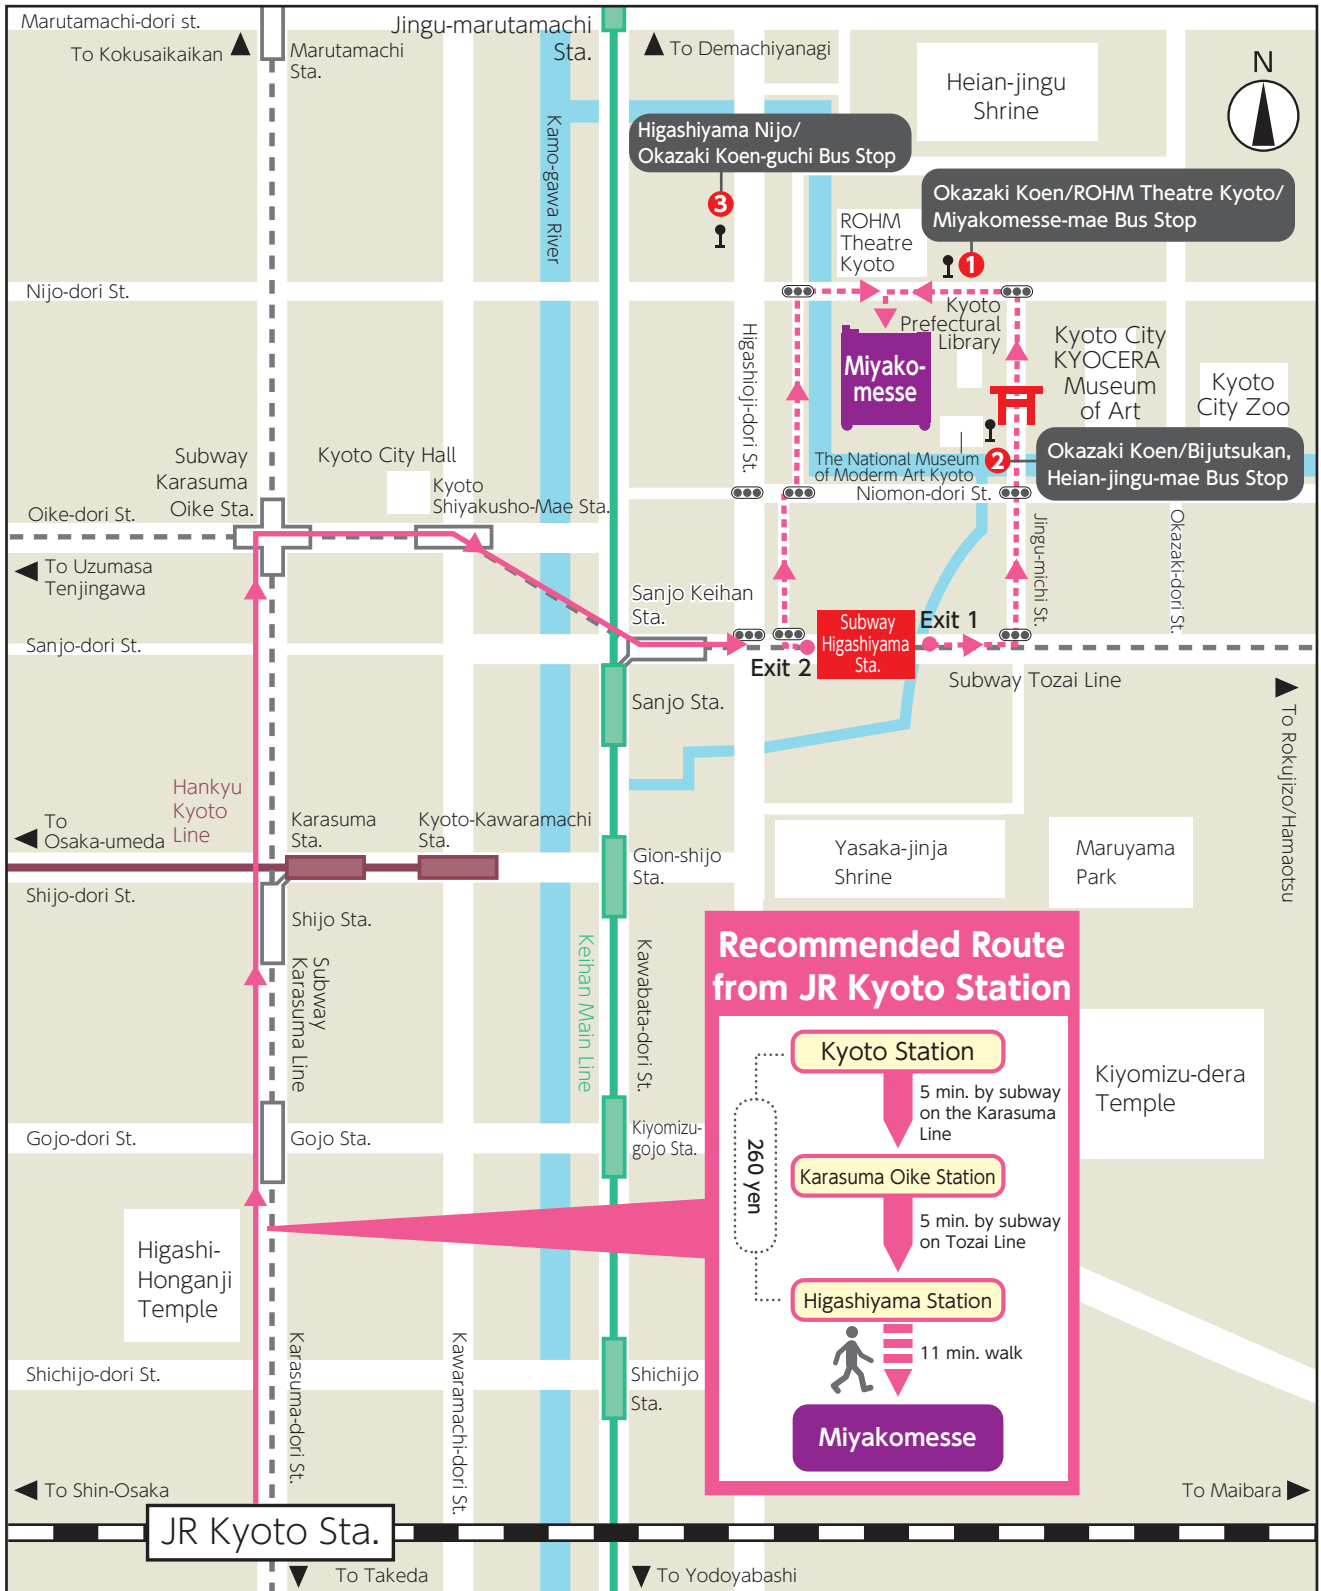 Marutamachi-dori st.
To Kokusaikaikan
Marutamachi
Sta.
Jingu-marutamachi
Sta.
To Demachiyanagi
Heian-jingu
Shrine
N
Kamo-gawa River
Higashiyama Nijo/
Okazaki Koen-guchi Bus Stop
3
Okazaki Koen/ROHM Theatre Kyoto/
Miyakomesse-mae Bus Stop
1
ROHM
Theatre
Kyoto
Nijo-dori St.
Higashioji-dori St.
Kyoto
Prefectural
Library
Miyako-
messe
Kyoto City
KYOCERA
Museum
of Art
Kyoto
City Zoo
The National Museum
of Moderm Art Kyoto
2
Okazaki Koen/Bijutsukan,
Heian-jingu-mae Bus Stop
Niomon-dori St.
Jingu-michi St.
Okazaki-dori St.
Subway
Karasuma
Oike Sta.
Kyoto City Hall
Kyoto
Shiyakusho-Mae Sta.
Oike-dori St.
To Uzumasa
Tenjingawa
Sanjo Keihan
Sta.
Sanjo-dori St.
Exit 2
Subway
Higashiyama
Sta.
Exit 1
Subway Tozai Line
Sanjo Sta.
To Rokujizo/Hamaotsu
Hankyu
Kyoto
Line
To
Osaka-umeda
Karasuma
Sta.
Kyoto-Kawaramachi
Sta.
Gion-shijo
Sta.
Yasaka-jinja
Shrine
Maruyama
Park
Shijo-dori St.
Shijo Sta.
Subway
Karasuma Line
Keihan Main Line
Kawabata-dori St.
Recommended Route
from JR Kyoto Station
Kyoto Station
5 min. by subway
on the Karasuma
Line
260 yen
Karasuma Oike Station
5 min. by subway
on Tozai Line
Higashiyama Station
11 min. walk
Miyakomesse
Kiyomizu-dera
Temple
Gojo-dori St.
Gojo Sta.
Kiyomizu-
gojo Sta.
Higashi-
Honganji
Temple
Shichijo-dori St.
Karasuma-dori St.
Kawaramachi-dori St.
Shichijo
Sta.
To Shin-Osaka
To Maibara
JR Kyoto Sta.
To Takeda
To Yodoyabashi